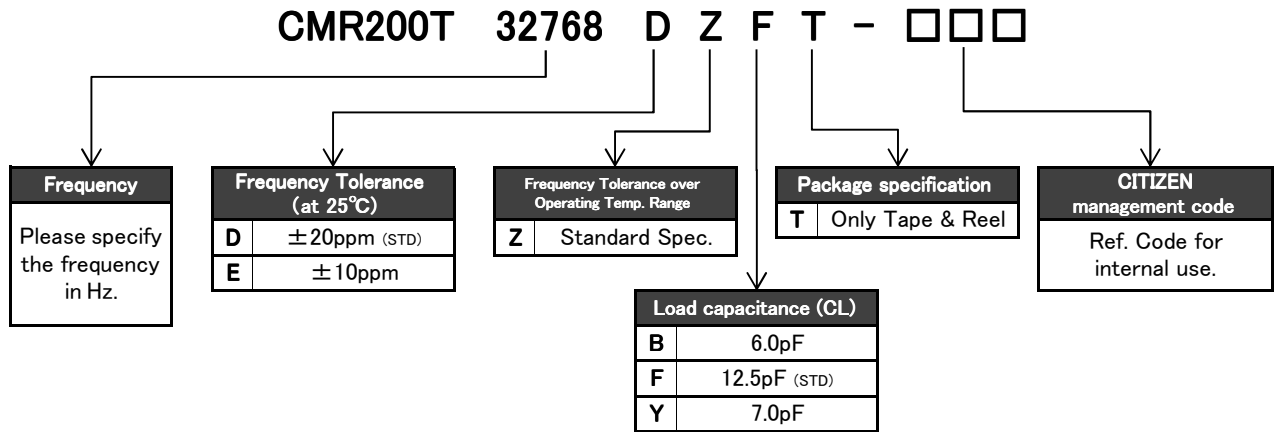 CMR200T 32768 D Z F T - □□□
Frequency
Please specify
the frequency
in Hz.
Frequency Tolerance
(at 25℃)
D ±20ppm (STD)
E ±10ppm
Frequency Tolerance over
Operating Temp. Range
Z Standard Spec.
Load capacitance (CL)
B 6.0pF
F 12.5pF (STD)
Y 7.0pF
Package specification
T Only Tape & Reel
CITIZEN
management code
Ref. Code for
internal use.